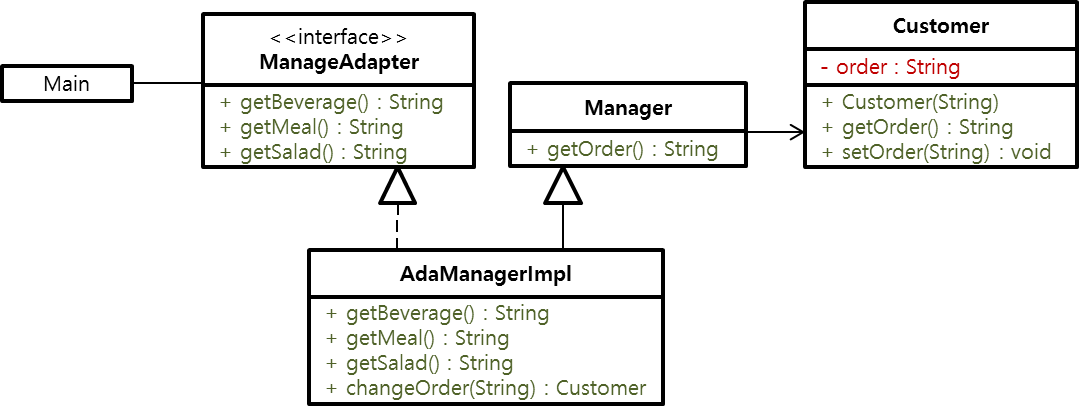 Main
<<interface>>
ManageAdapter
+ getBeverage() : String
+ getMeal() : String
+ getSalad() : String
Manager
+ getOrder() : String
Customer
- order : String
+ Customer(String)
+ getOrder() : String
+ setOrder(String) : void
AdaManagerImpl
+ getBeverage() : String
+ getMeal() : String
+ getSalad() : String
+ changeOrder(String) : Customer